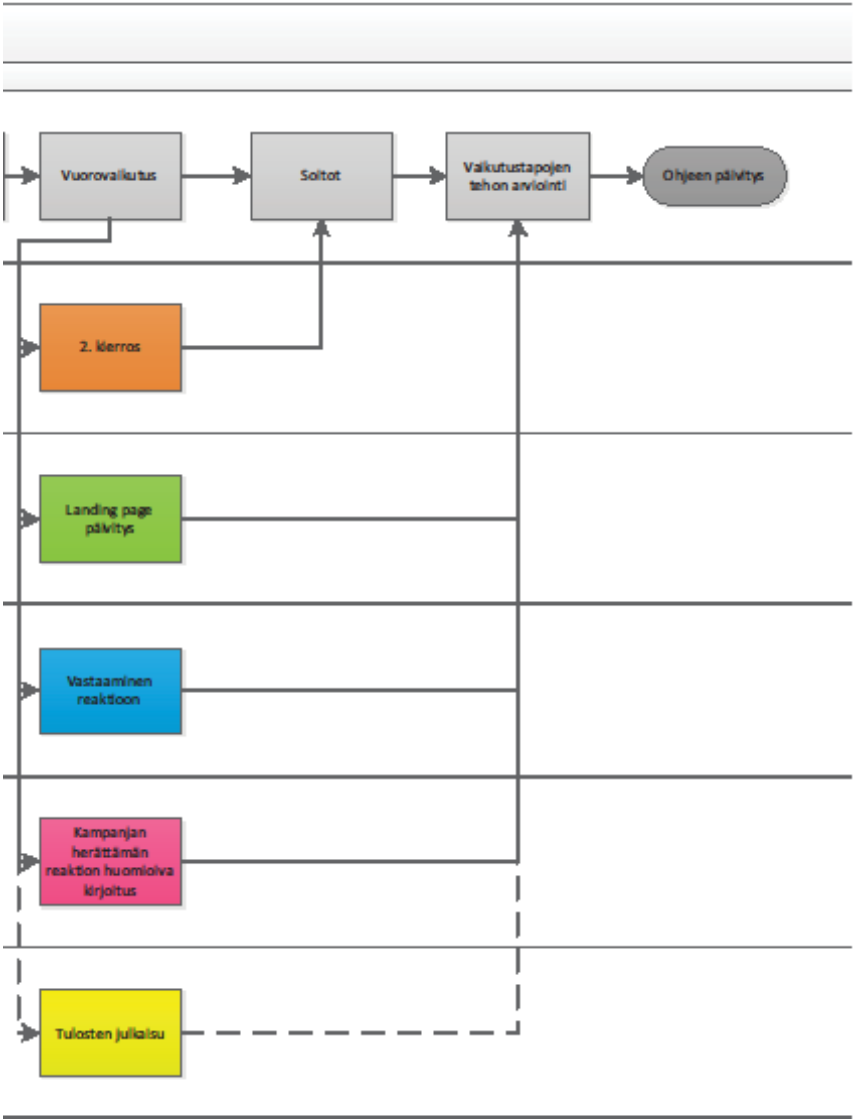 Vuorovaikutus
Soitot
Vaikutustapojen
tehon arviointi
Ohjeen päivitys
2. kierros
Landing page
päivitys
Vastaaminen
reaktioon
Kampanjan
herättämän
reaktion huomioiva
kirjoitus
Tulosten julkaisu